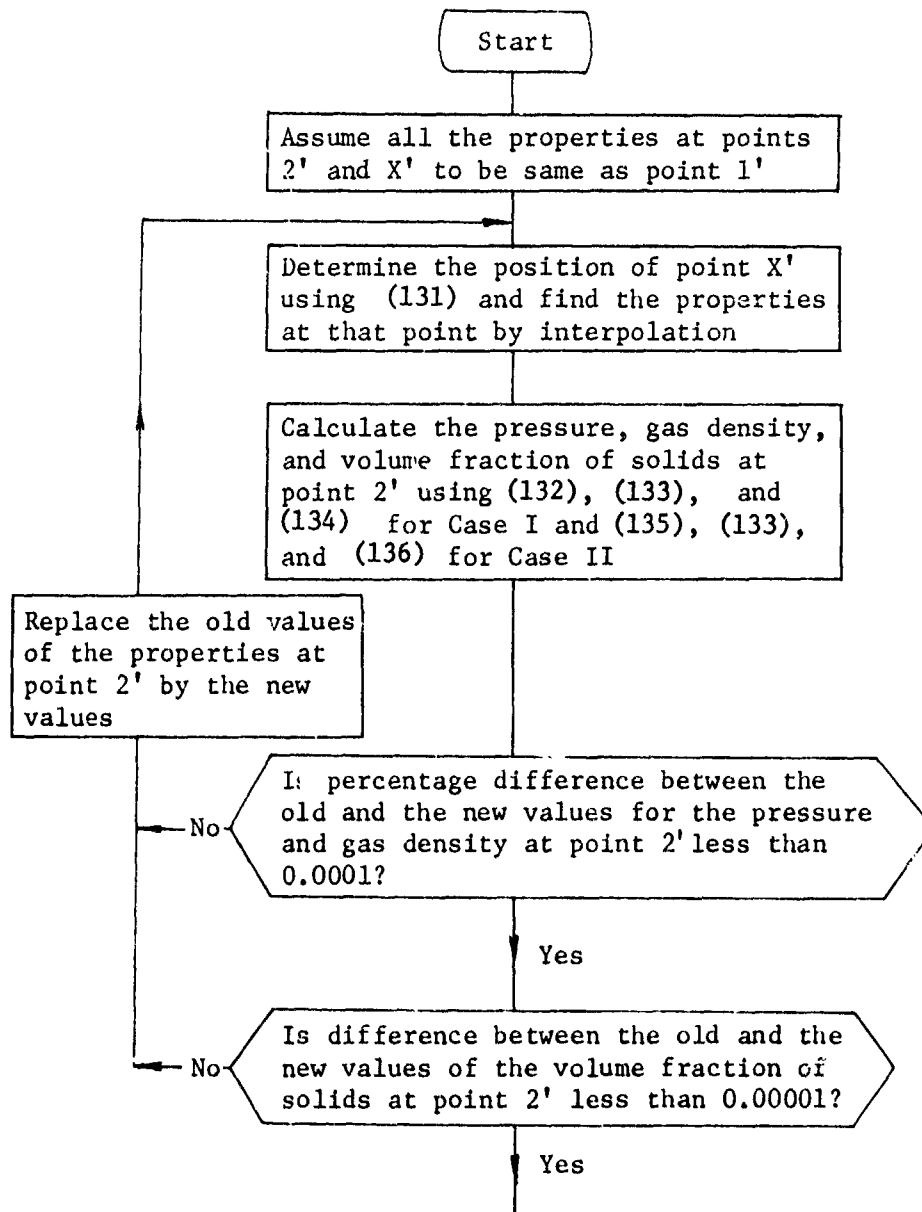 Start
Assume all the properties at points
2' and X' to be same as point 1'
Determine the position of point X'
using (131) and find the properties
at that point by interpolation
Calculate the pressure, gas density,
and volume fraction of solids at
point 2' using (132), (133), and
(134) for Case I and (135), (133),
and (136) for Case II
Replace the old values
of the properties at
point 2' by the new
values
Is percentage difference between the
old and the new values for the pressure
and gas density at point 2' less than
0.0001?
No
Yes
Is difference between the old and the
new values of the volume fraction of
solids at point 2' less than 0.00001?
No
Yes